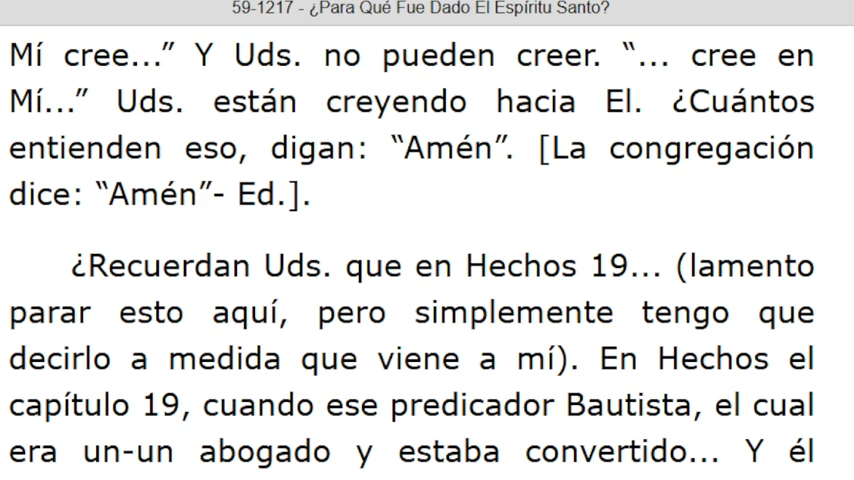 59-1217 - ¿Para Qué Fue Dado El Espíritu Santo?
Mí cree...” Y Uds. no pueden creer. “... cree en
Mí...” Uds. están creyendo hacia El. ¿Cuántos
entienden eso, digan: “Amén”. [La congregación
dice: “Amén”- Ed.].
¿Recuerdan Uds. que en Hechos 19... (lamento
parar esto aquí, pero simplemente tengo que
decirlo a medida que viene a mí). En Hechos el
capítulo 19, cuando ese predicador Bautista, el cual
era un-un abogado y estaba convertido... Y él